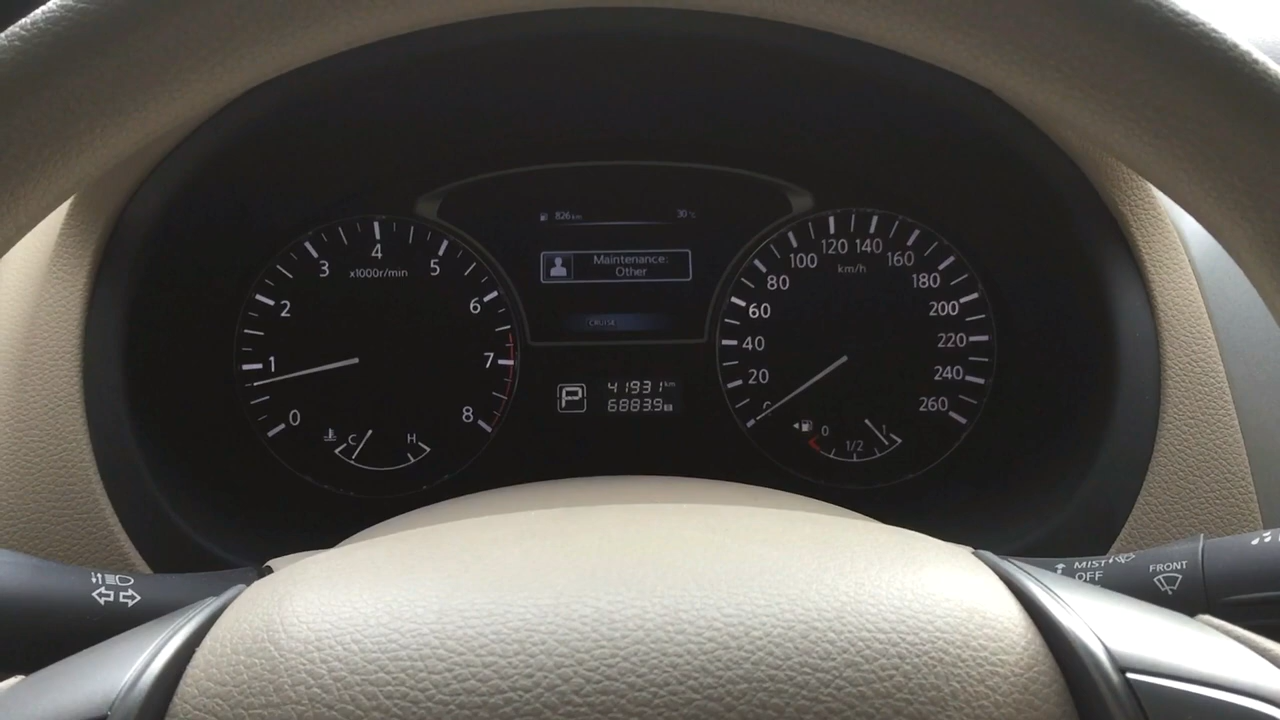 826km 30°C
Maintenance:
Other
CRUISE
P
41931 km
68839 B
0 1 2 3 4 5 6 7 8
x1000r/min
C H
0 20 40 60 80 100 120 140 160 180 200 220 240 260
km/h
0 1/2 1
MIST
OFF
FRONT